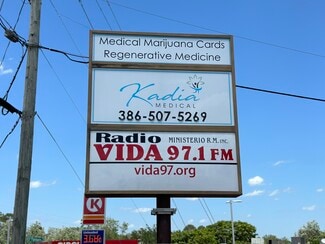 Medical Marijuana Cards
Regenerative Medicine
Kadia
MEDICAL
386-507-5269
Radio MINISTERIO R.M. INC.
VIDA 97.1 FM
vida97.org
K